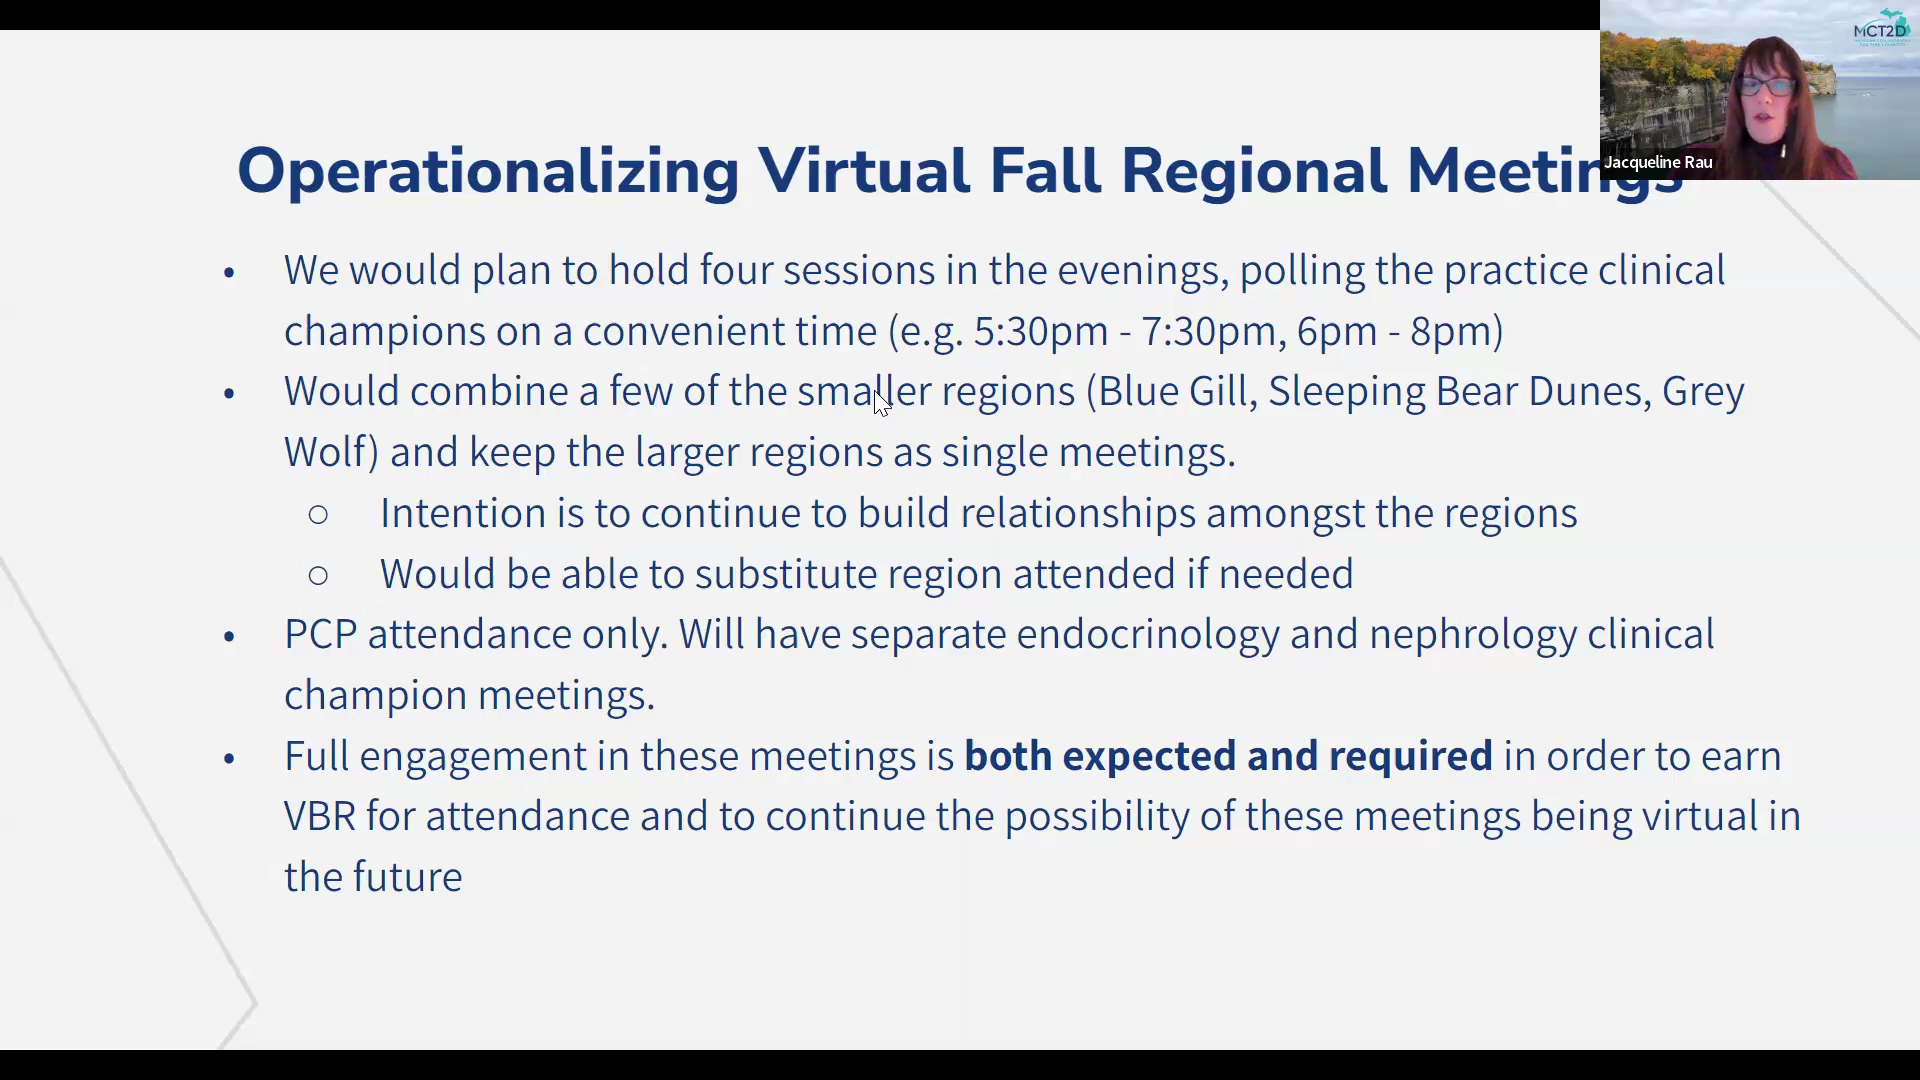 MCT2D
Jacqueline Rau
Operationalizing Virtual Fall Regional Meetings
• We would plan to hold four sessions in the evenings, polling the practice clinical
champions on a convenient time (e.g. 5:30pm - 7:30pm, 6pm - 8pm)
• Would combine a few of the smaller regions (Blue Gill, Sleeping Bear Dunes, Grey
Wolf) and keep the larger regions as single meetings.
○ Intention is to continue to build relationships amongst the regions
○ Would be able to substitute region attended if needed
• PCP attendance only. Will have separate endocrinology and nephrology clinical
champion meetings.
• Full engagement in these meetings is both expected and required in order to earn
VBR for attendance and to continue the possibility of these meetings being virtual in
the future